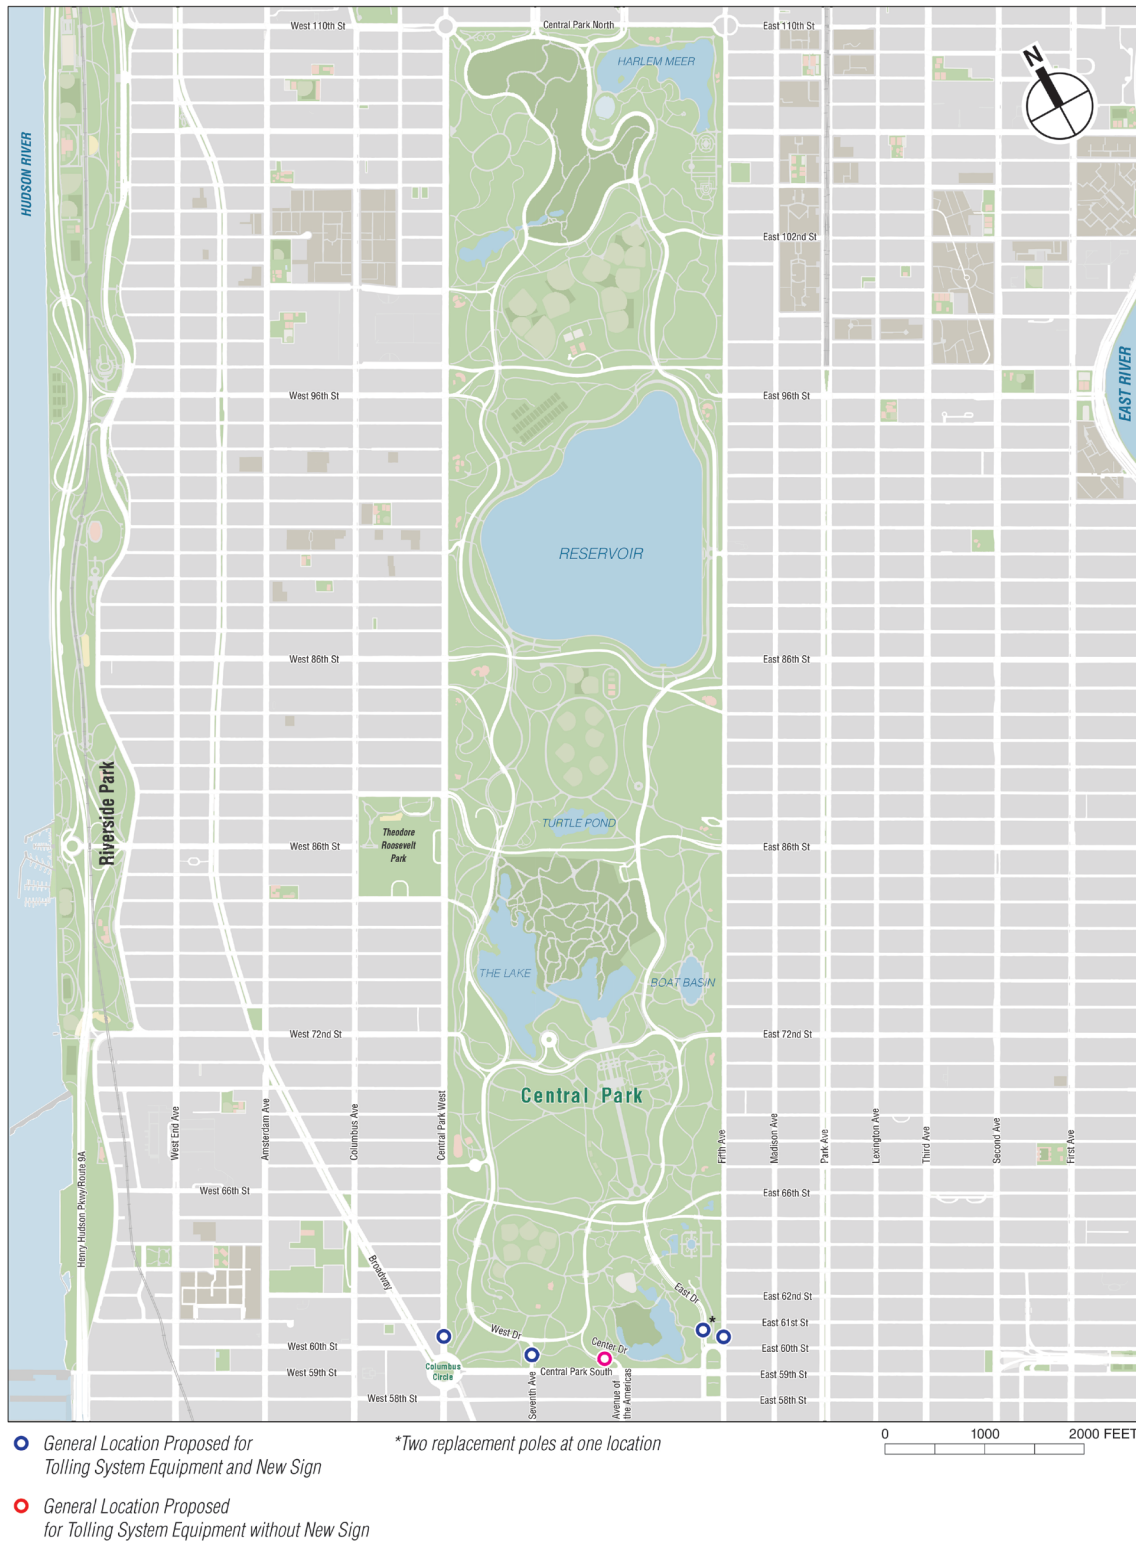 West 110th St
Central Park North
East 110th St
HARLEM MEER
N
HUDSON RIVER
East 102nd St
EAST RIVER
West 96th St
East 96th St
RESERVOIR
West 86th St
East 86th St
Riverside Park
TURTLE POND
Theodore
Roosevelt
Park
West 86th St
East 86th St
THE LAKE
BOAT BASIN
West 72nd St
East 72nd St
Central Park
Henry Hudson Pkwy/Route 9A
West End Ave
Amsterdam Ave
Columbus Ave
Central Park West
Fifth Ave
Madison Ave
Park Ave
Lexington Ave
Third Ave
Second Ave
First Ave
West 66th St
East 66th St
Broadway
East Dr
East 62nd St
*
East 61st St
West Dr
Center Dr
West 60th St
East 60th St
Columbus
Circle
West 59th St
Central Park South
East 59th St
Seventh Ave
Avenue of
the Americas
West 58th St
East 58th St
General Location Proposed for
Tolling System Equipment and New Sign
*Two replacement poles at one location
0 1000 2000 FEET
General Location Proposed
for Tolling System Equipment without New Sign